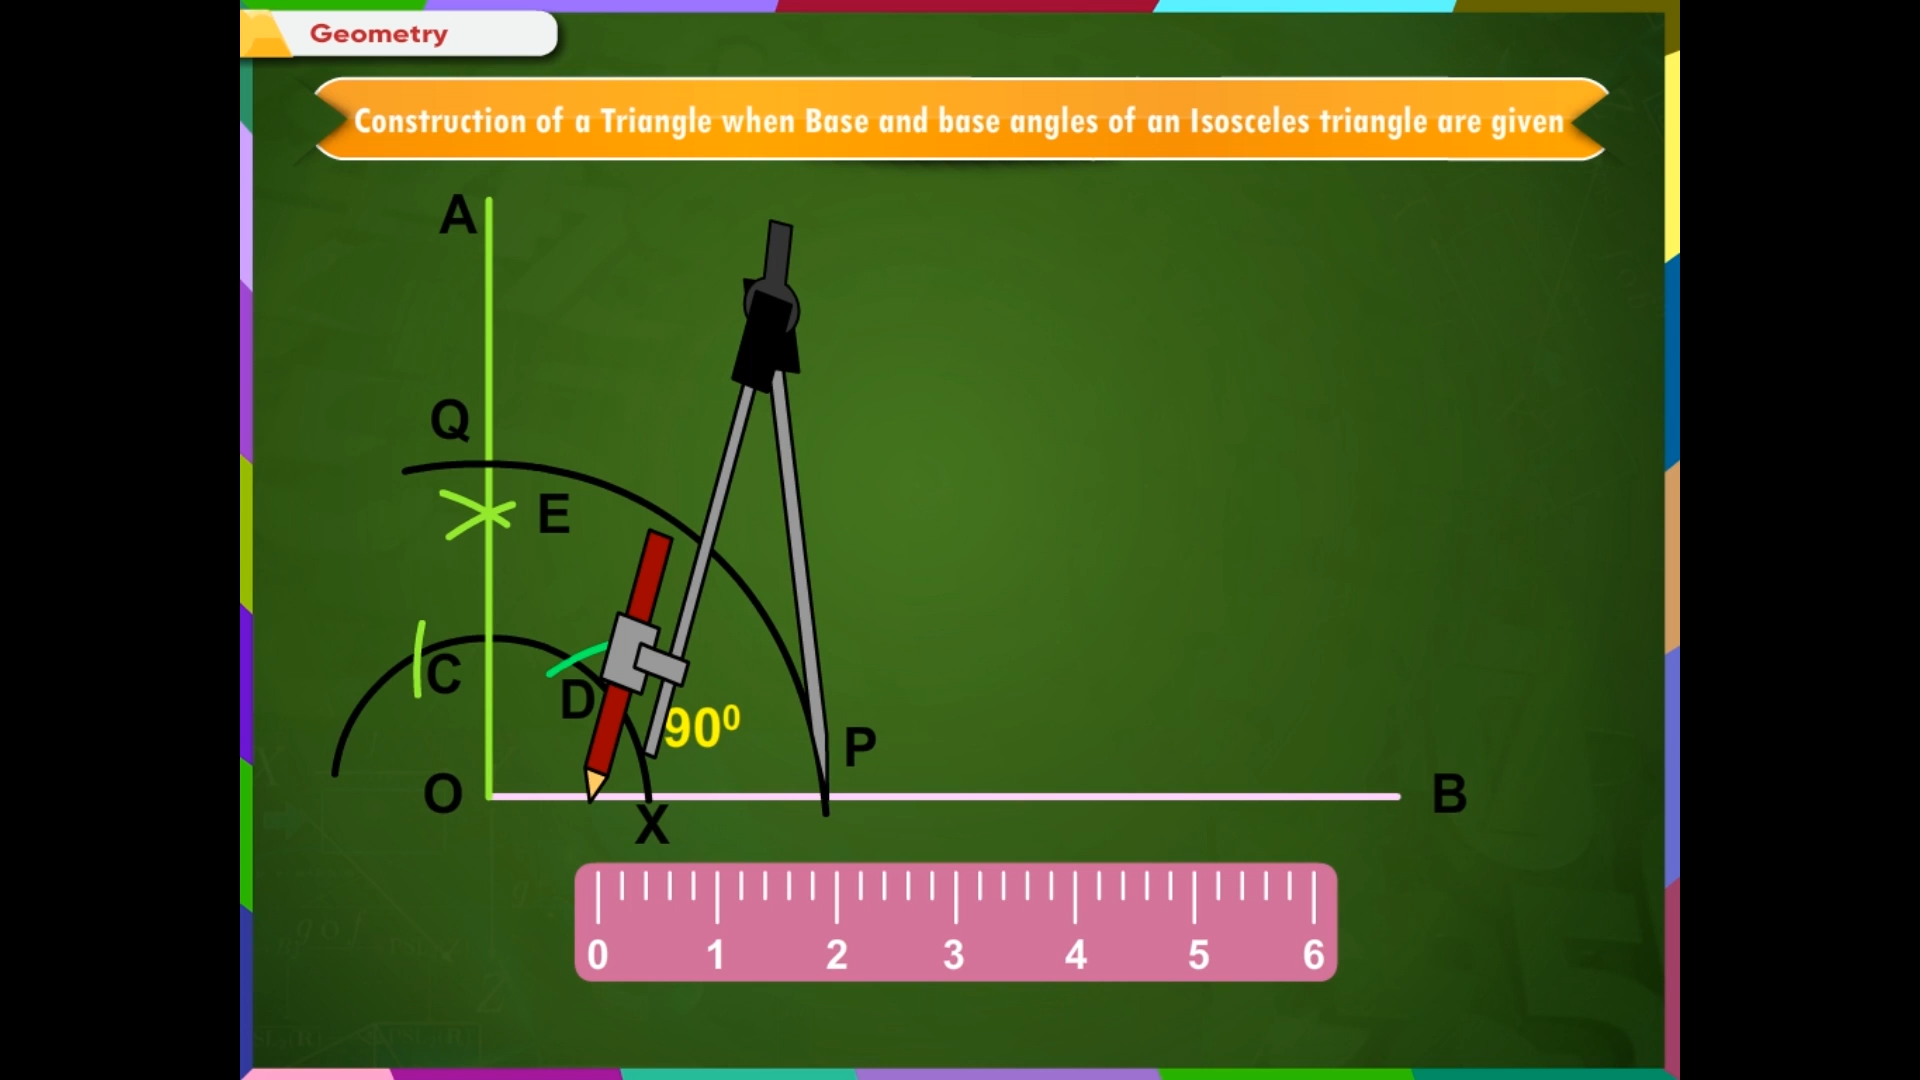 Geometry
Construction of a Triangle when Base and base angles of an Isosceles triangle are given
A
Q
E
C
D
90⁰
P
O
B
X
0 1 2 3 4 5 6